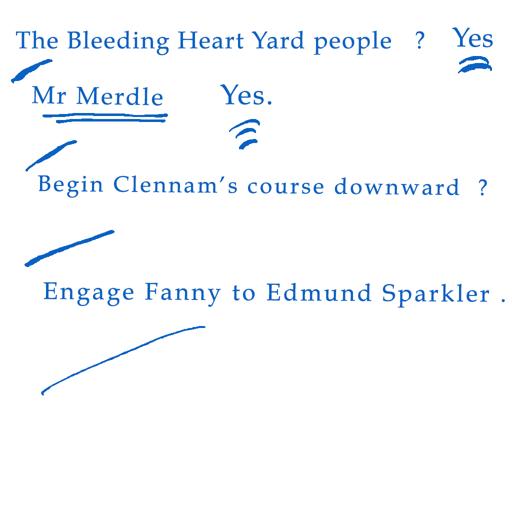 The Bleeding Heart Yard people ? Yes
Mr Merdle Yes.
Begin Clennam's course downward ?
Engage Fanny to Edmund Sparkler .